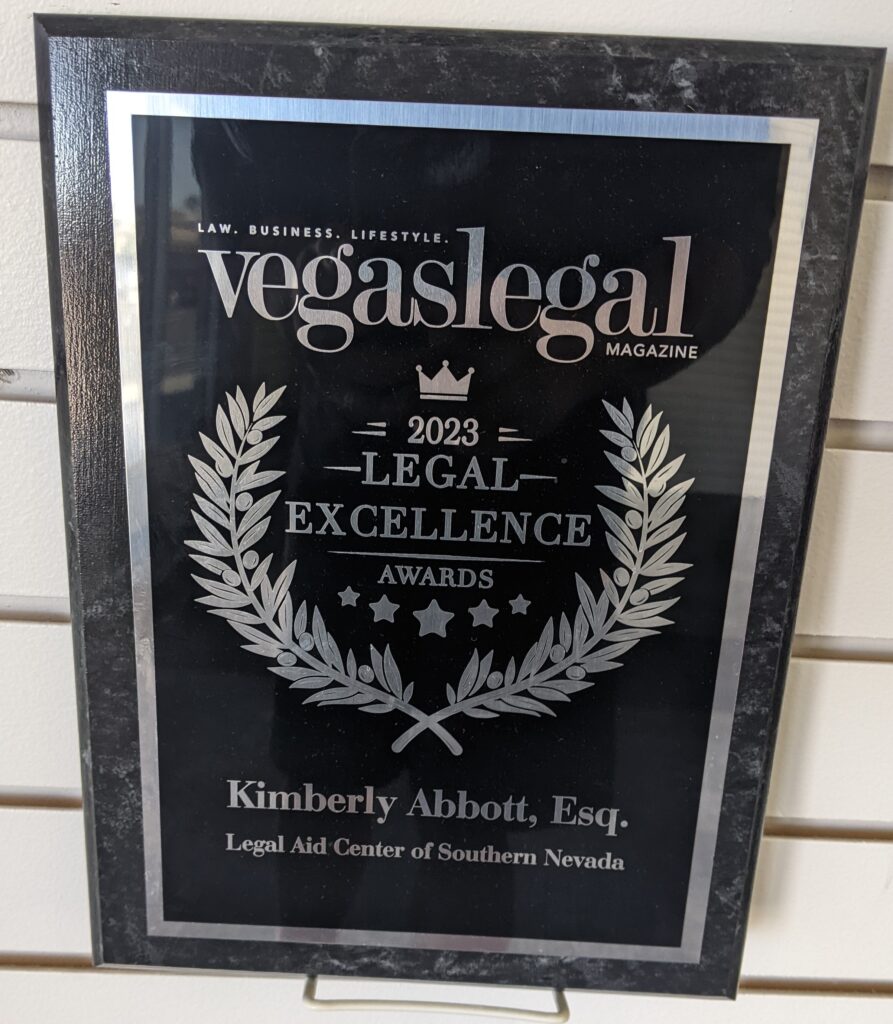 LAW. BUSINESS. LIFESTYLE.
vegaslegal
MAGAZINE
2023
LEGAL
EXCELLENCE
AWARDS
Kimberly Abbott, Esq.
Legal Aid Center of Southern Nevada